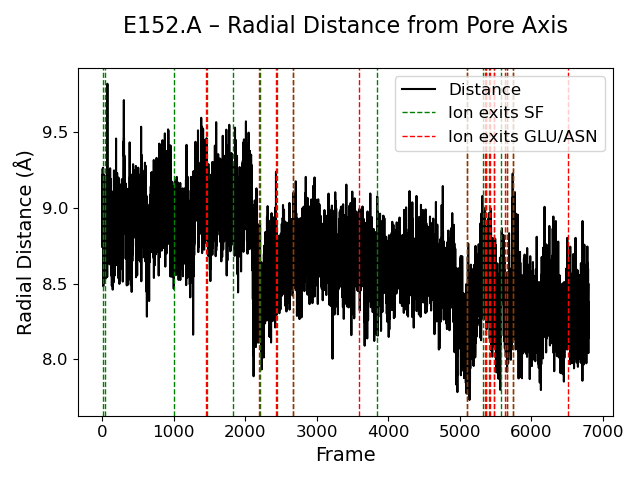 E152.A – Radial Distance from Pore Axis
Distance
Ion exits SF
Ion exits GLU/ASN
9.5
9.0
8.5
8.0
Radial Distance (Å)
0 1000 2000 3000 4000 5000 6000 7000
Frame